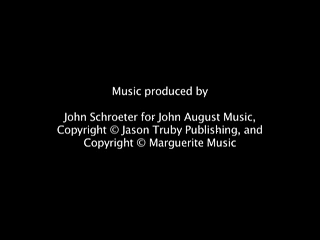 Music produced by
John Schroeter for John August Music,
Copyright © Jason Truby Publishing, and
Copyright © Marguerite Music